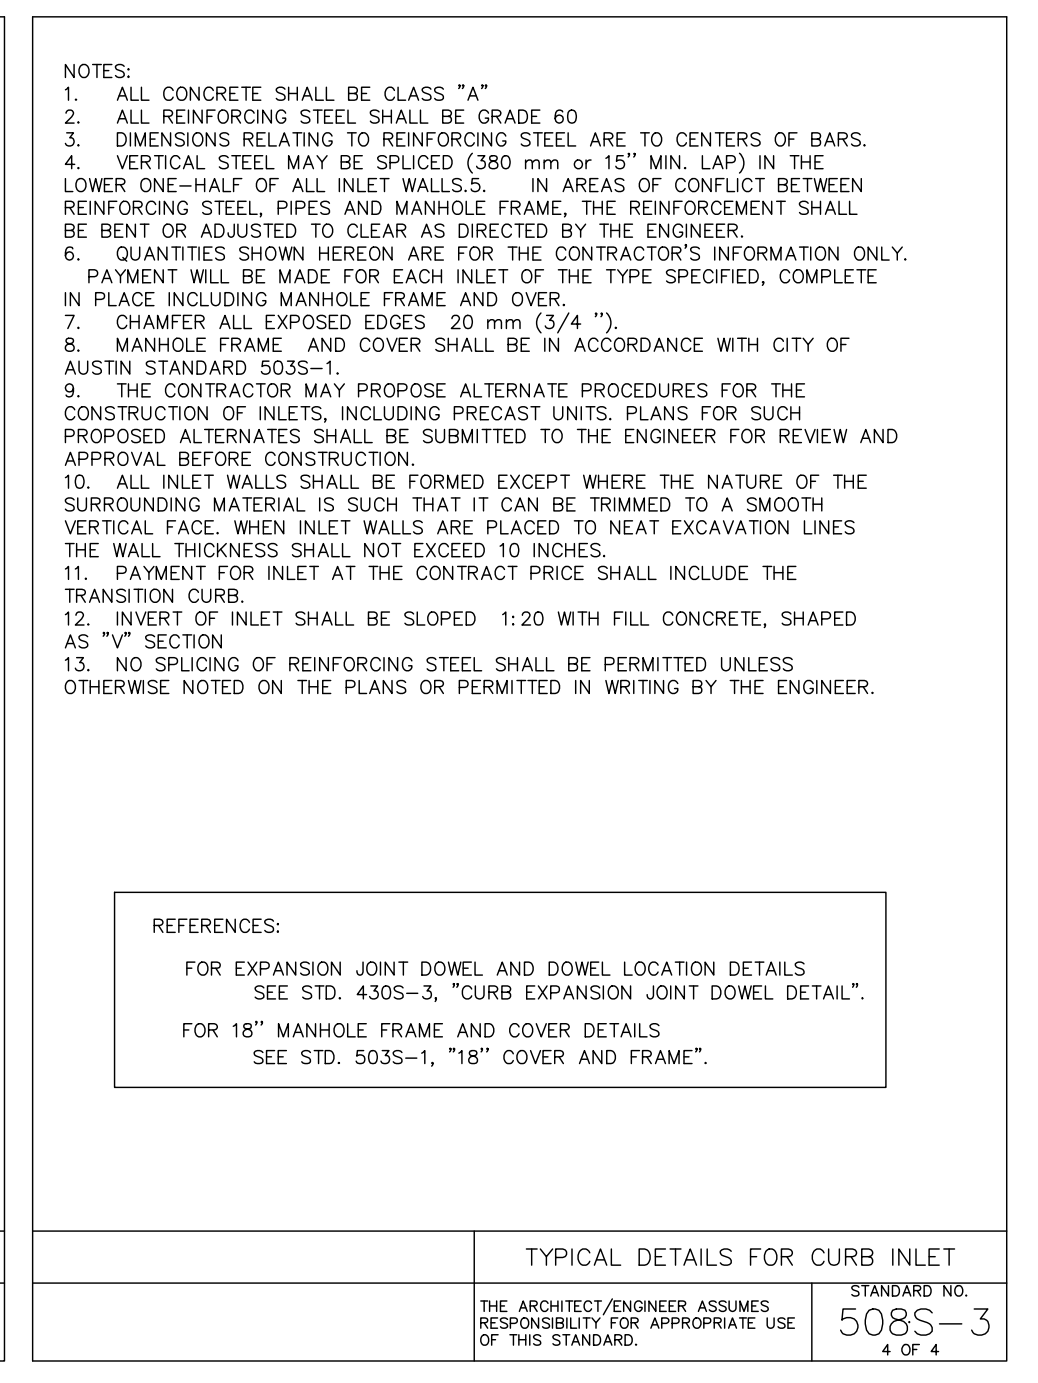 NOTES:
1. ALL CONCRETE SHALL BE CLASS "A"
2. ALL REINFORCING STEEL SHALL BE GRADE 60
3. DIMENSIONS RELATING TO REINFORCING STEEL ARE TO CENTERS OF BARS.
4. VERTICAL STEEL MAY BE SPLICED (380 mm or 15'' MIN. LAP) IN THE
LOWER ONE-HALF OF ALL INLET WALLS.5. IN AREAS OF CONFLICT BETWEEN
REINFORCING STEEL, PIPES AND MANHOLE FRAME, THE REINFORCEMENT SHALL
BE BENT OR ADJUSTED TO CLEAR AS DIRECTED BY THE ENGINEER.
6. QUANTITIES SHOWN HEREON ARE FOR THE CONTRACTOR'S INFORMATION ONLY.
PAYMENT WILL BE MADE FOR EACH INLET OF THE TYPE SPECIFIED, COMPLETE
IN PLACE INCLUDING MANHOLE FRAME AND OVER.
7. CHAMFER ALL EXPOSED EDGES 20 mm (3/4 '').
8. MANHOLE FRAME AND COVER SHALL BE IN ACCORDANCE WITH CITY OF
AUSTIN STANDARD 503S-1.
9. THE CONTRACTOR MAY PROPOSE ALTERNATE PROCEDURES FOR THE
CONSTRUCTION OF INLETS, INCLUDING PRECAST UNITS. PLANS FOR SUCH
PROPOSED ALTERNATES SHALL BE SUBMITTED TO THE ENGINEER FOR REVIEW AND
APPROVAL BEFORE CONSTRUCTION.
10. ALL INLET WALLS SHALL BE FORMED EXCEPT WHERE THE NATURE OF THE
SURROUNDING MATERIAL IS SUCH THAT IT CAN BE TRIMMED TO A SMOOTH
VERTICAL FACE. WHEN INLET WALLS ARE PLACED TO NEAT EXCAVATION LINES
THE WALL THICKNESS SHALL NOT EXCEED 10 INCHES.
11. PAYMENT FOR INLET AT THE CONTRACT PRICE SHALL INCLUDE THE
TRANSITION CURB.
12. INVERT OF INLET SHALL BE SLOPED 1:20 WITH FILL CONCRETE, SHAPED
AS "V" SECTION
13. NO SPLICING OF REINFORCING STEEL SHALL BE PERMITTED UNLESS
OTHERWISE NOTED ON THE PLANS OR PERMITTED IN WRITING BY THE ENGINEER.
REFERENCES:
FOR EXPANSION JOINT DOWEL AND DOWEL LOCATION DETAILS
SEE STD. 430S-3, "CURB EXPANSION JOINT DOWEL DETAIL".
FOR 18'' MANHOLE FRAME AND COVER DETAILS
SEE STD. 503S-1, "18'' COVER AND FRAME".
TYPICAL DETAILS FOR CURB INLET
THE ARCHITECT/ENGINEER ASSUMES
RESPONSIBILITY FOR APPROPRIATE USE
OF THIS STANDARD.
STANDARD NO.
508S-3
4 OF 4